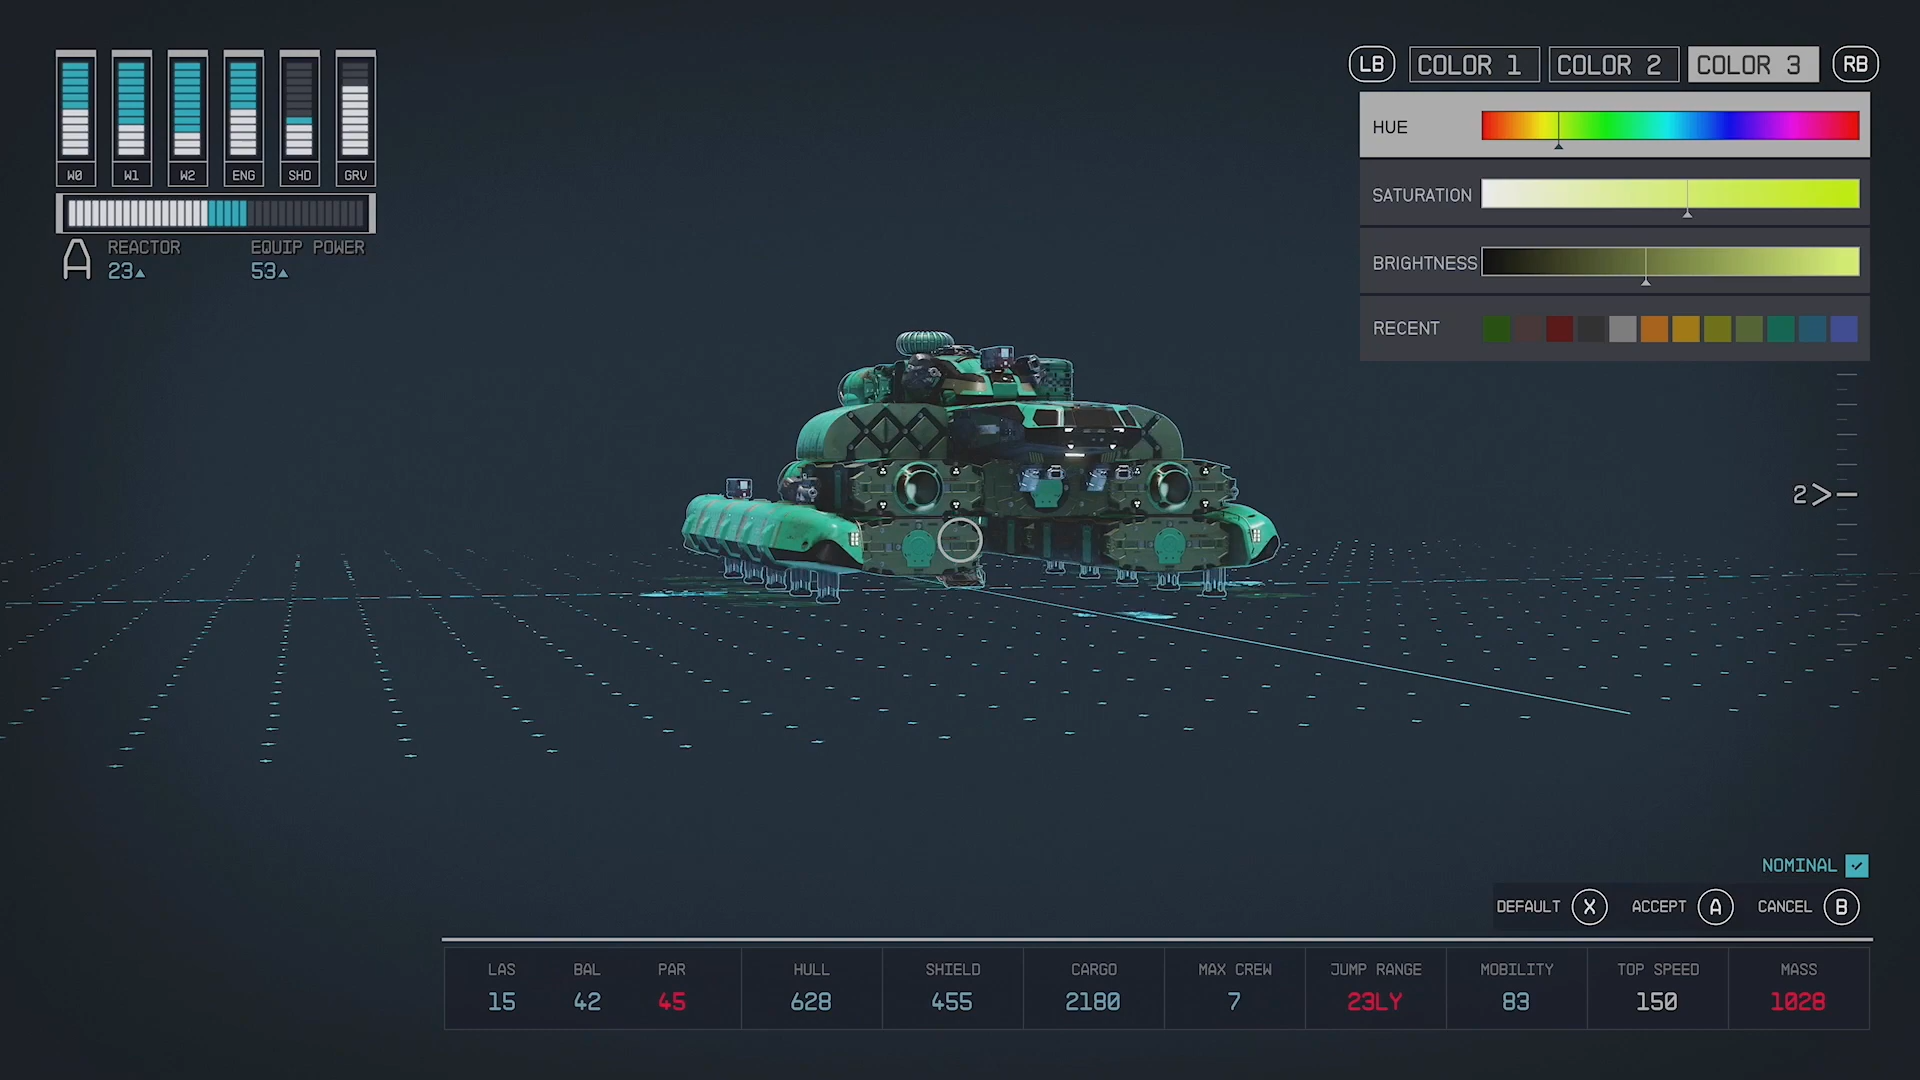 W0 W1 W2 ENG SHD GRV
A REACTOR EQUIP POWER
23 53
LB COLOR 1 COLOR 2 COLOR 3 RB
HUE
SATURATION
BRIGHTNESS
RECENT
2
NOMINAL
DEFAULT X ACCEPT A CANCEL B
LAS BAL PAR HULL SHIELD CARGO MAX CREW JUMP RANGE MOBILITY TOP SPEED MASS
15 42 45 628 455 2180 7 23LY 83 150 1028